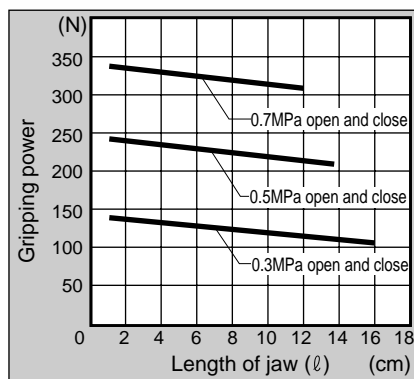 (N)
350
300
250
200
150
100
50
0.7MPa open and close
0.5MPa open and close
0.3MPa open and close
Gripping power
0 2 4 6 8 10 12 14 16 18
Length of jaw (ℓ) (cm)